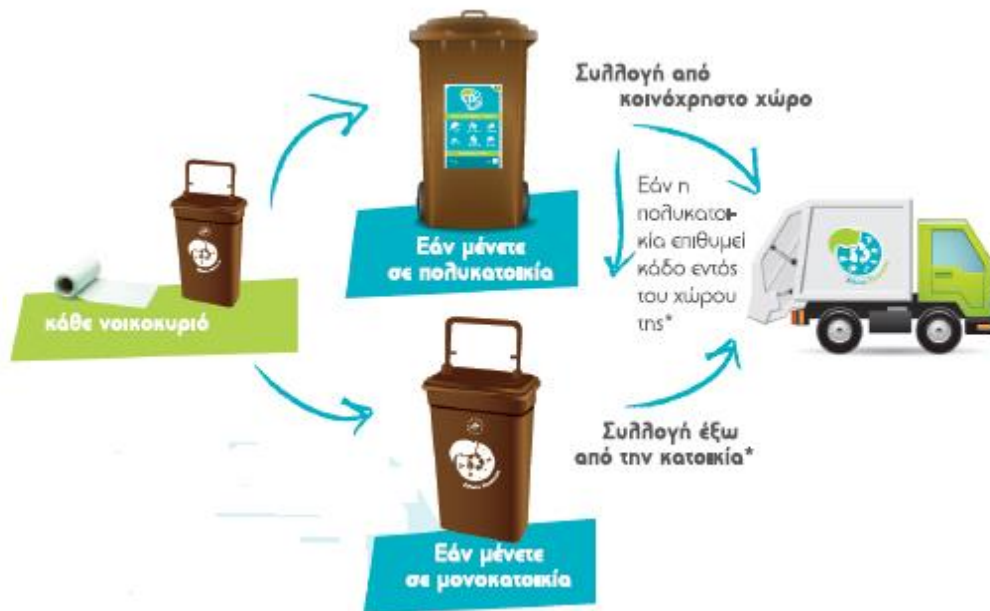 Συλλογή από
κοινόχρηστο χώρο
Εάν η
πολυκατοι-
κία επιθυμεί
κάδο εντός
του χώρου
της*
Εάν μένετε
σε πολυκατοικία
κάθε νοικοκυριό
Συλλογή έξω
από την κατοικία*
Εάν μένετε
σε μονοκατοικία